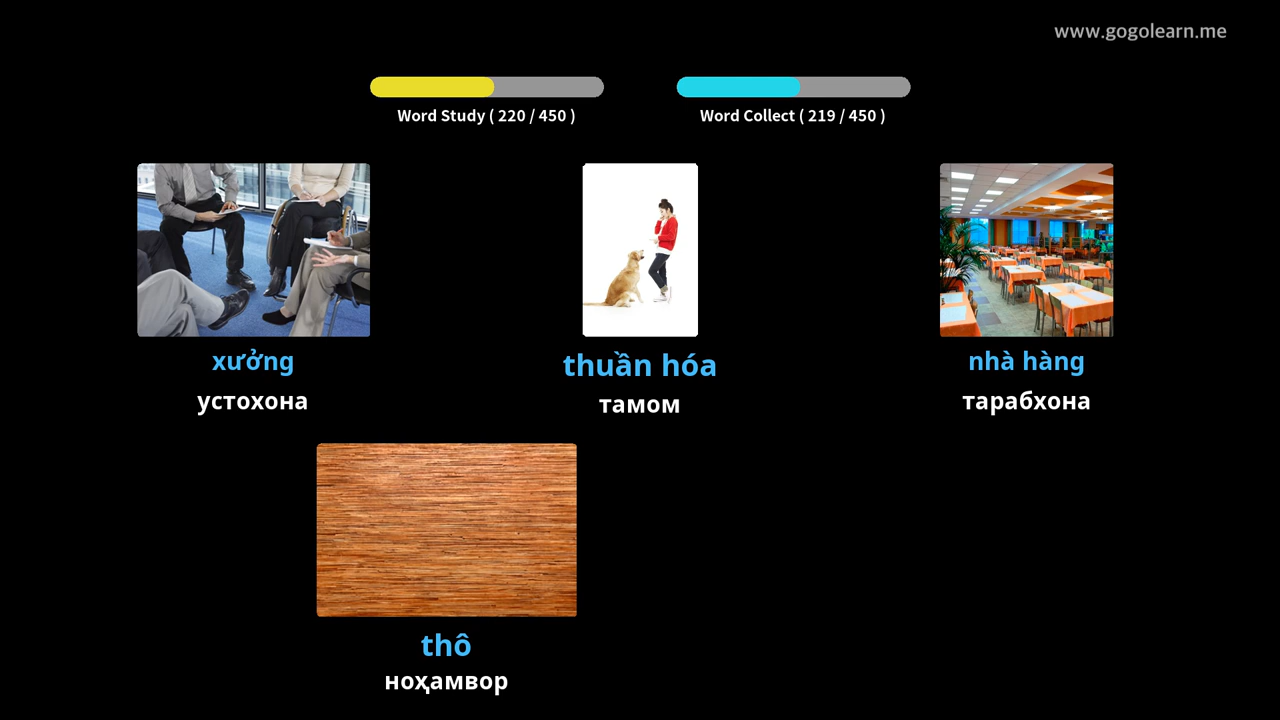 www.gogolearn.me
Word Study ( 220 / 450 )
Word Collect ( 219 / 450 )
xưởng
устохона
thuần hóa
тамом
nhà hàng
тарабхона
thô
ноҳамвор